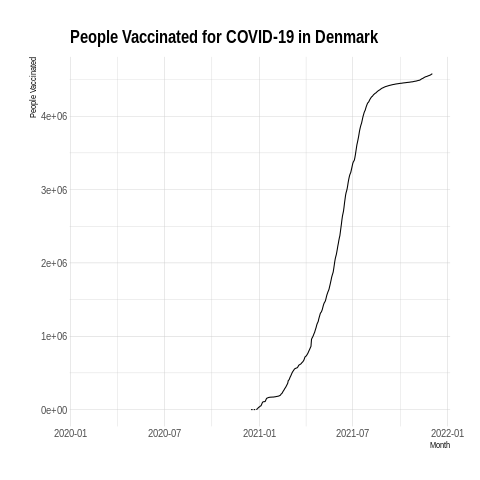 People Vaccinated for COVID-19 in Denmark
People Vaccinated
4e+06
3e+06
2e+06
1e+06
0e+00
2020-01 2020-07 2021-01 2021-07 2022-01
Month